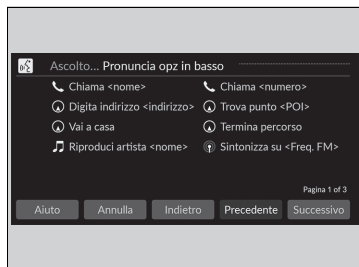 Ascolto... Pronuncia opz in basso
Chiama <nome> Chiama <numero>
Digita indirizzo <indirizzo> Trova punto <POI>
Vai a casa Termina percorso
Riproduci artista <nome> Sintonizza su <Freq. FM>
Pagina 1 of 3
Aiuto Annulla Indietro Precedente Successivo